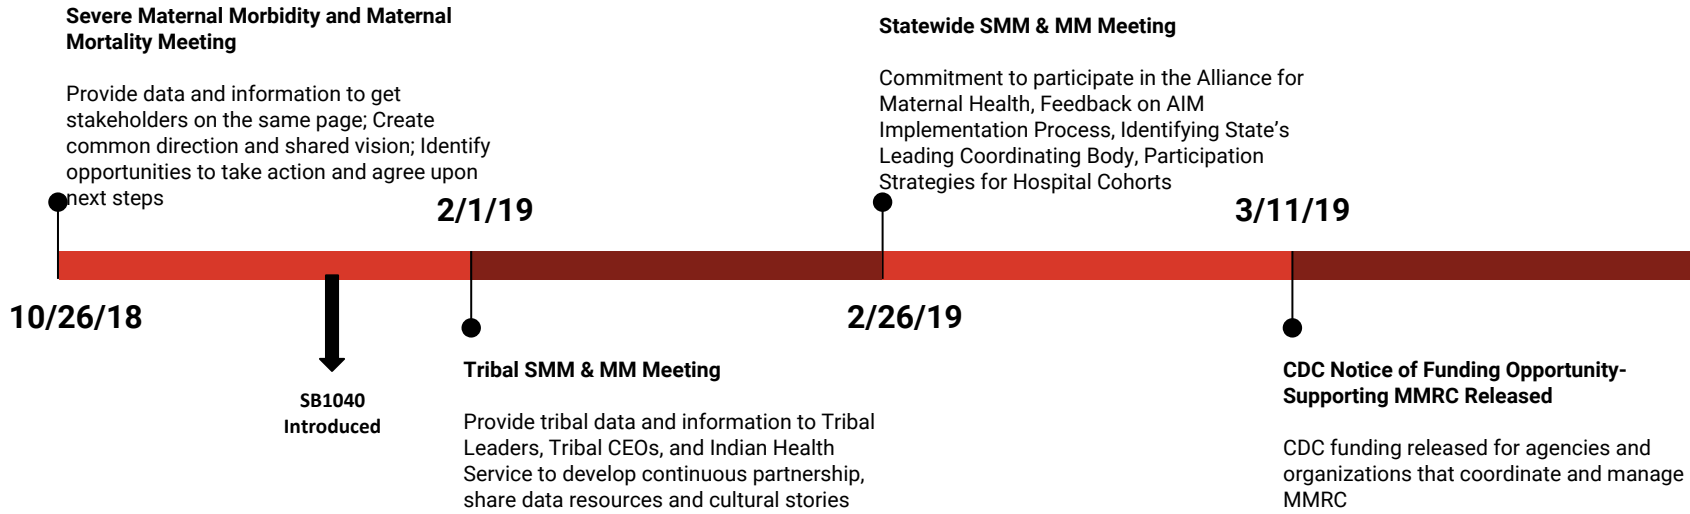 Severe Maternal Morbidity and Maternal
Mortality Meeting
Provide data and information to get
stakeholders on the same page; Create
common direction and shared vision; Identify
opportunities to take action and agree upon
next steps
10/26/18
SB1040
Introduced
2/1/19
Tribal SMM & MM Meeting
Provide tribal data and information to Tribal
Leaders, Tribal CEOs, and Indian Health
Service to develop continuous partnership,
share data resources and cultural stories
Statewide SMM & MM Meeting
Commitment to participate in the Alliance for
Maternal Health, Feedback on AIM
Implementation Process, Identifying State’s
Leading Coordinating Body, Participation
Strategies for Hospital Cohorts
2/26/19
3/11/19
CDC Notice of Funding Opportunity-
Supporting MMRC Released
CDC funding released for agencies and
organizations that coordinate and manage
MMRC